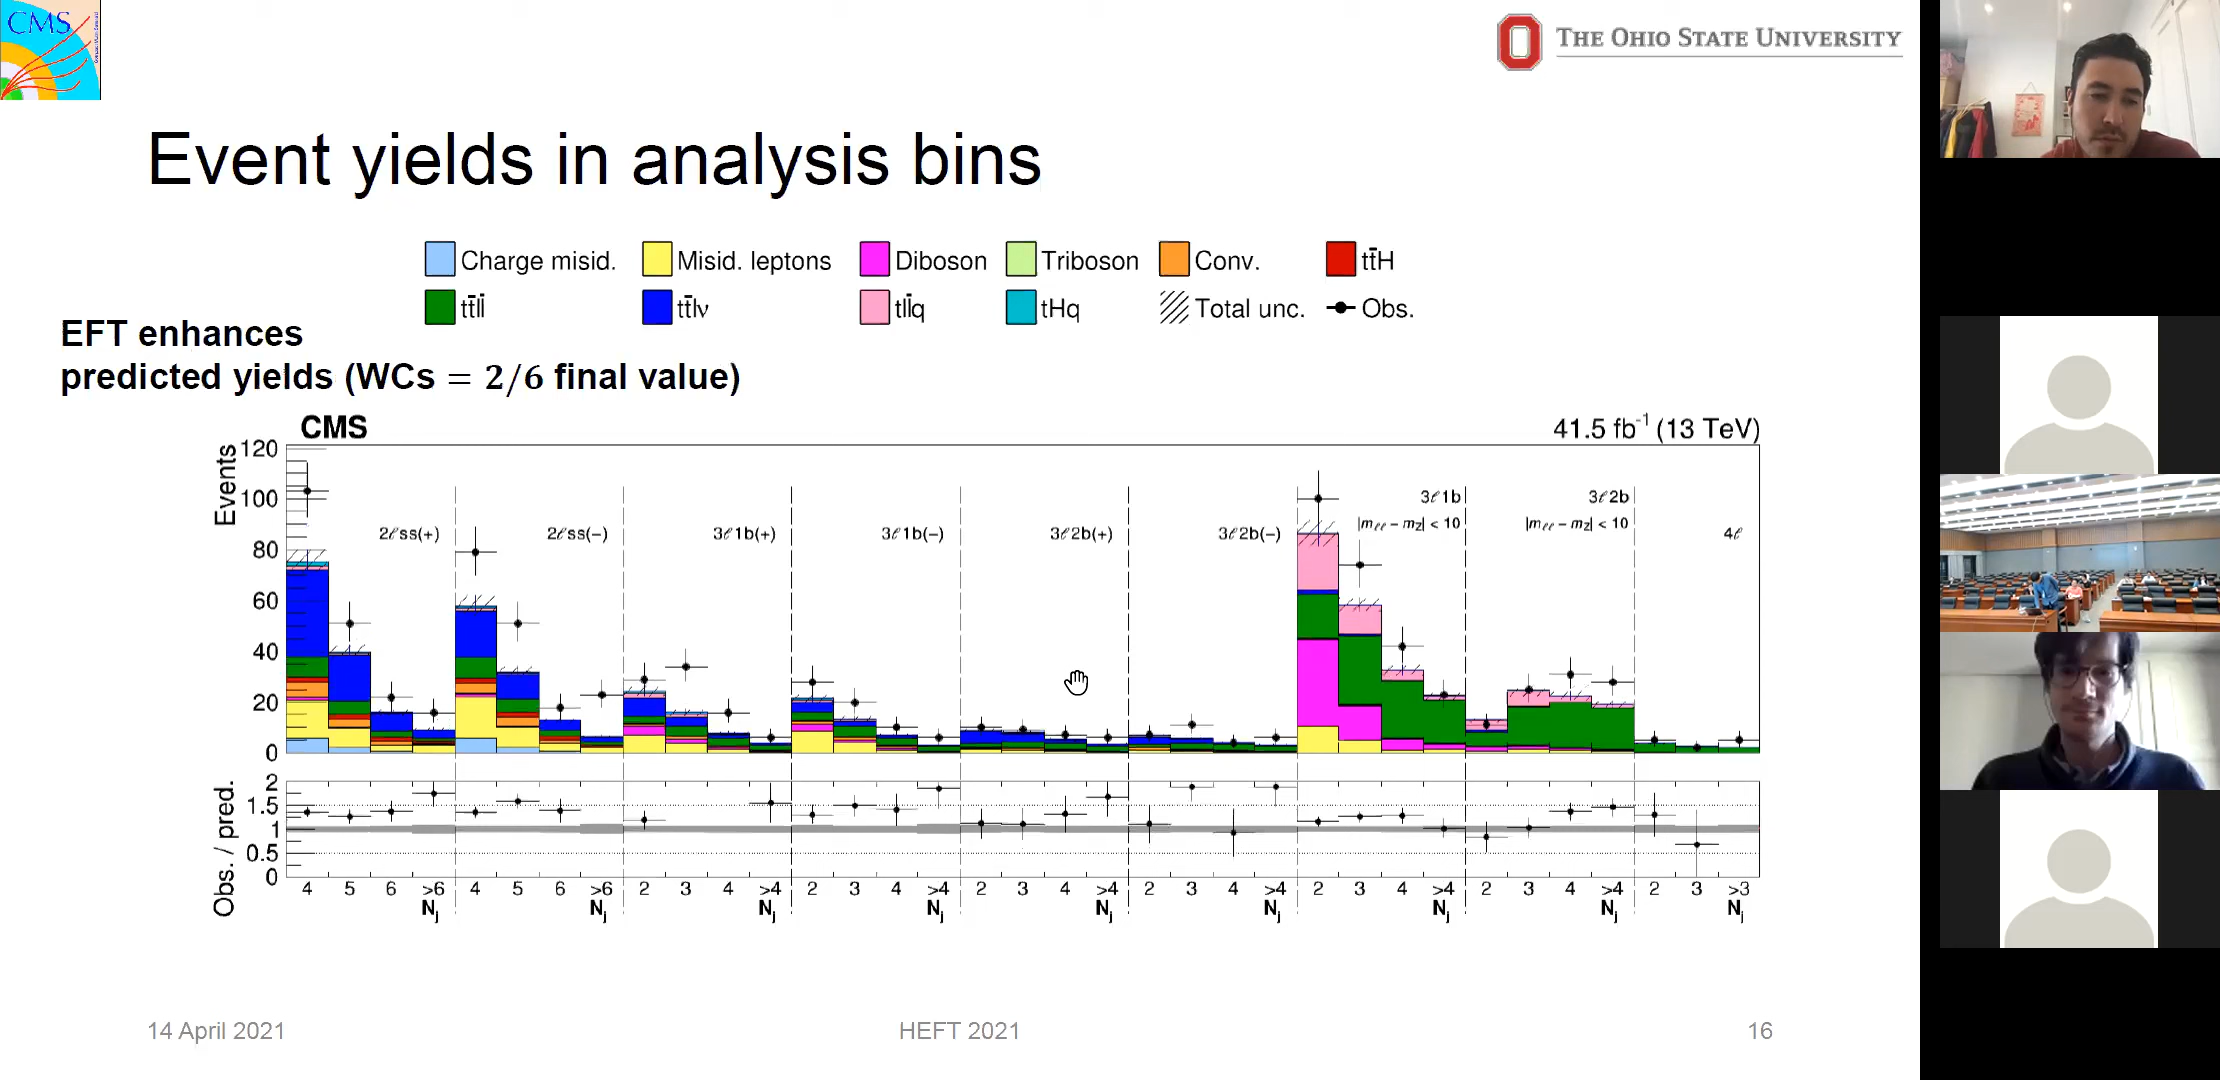 CMS
THE OHIO STATE UNIVERSITY
Event yields in analysis bins
Charge misid. Misid. leptons Diboson Triboson Conv. tt̄H
tt̄ll̄ tt̄lν tll̄q tHq Total unc. Obs.
EFT enhances
predicted yields (WCs = 2/6 final value)
CMS 41.5 fb⁻¹ (13 TeV)
Events
120
100
80
60
40
20
0
2ℓss(+) 2ℓss(−) 3ℓ1b(+) 3ℓ1b(−) 3ℓ2b(+) 3ℓ2b(−) 3ℓ1b 3ℓ2b 4ℓ
|mℓℓ − mZ| < 10 |mℓℓ − mZ| < 10
Obs. / pred.
2
1.5
1
0.5
0
4 5 6 >6 4 5 6 >6 2 3 4 >4 2 3 4 >4 2 3 4 >4 2 3 4 >4 2 3 4 >4 2 3 4 >4 2 3 >3
Nj Nj Nj Nj Nj Nj Nj Nj Nj
14 April 2021 HEFT 2021 16